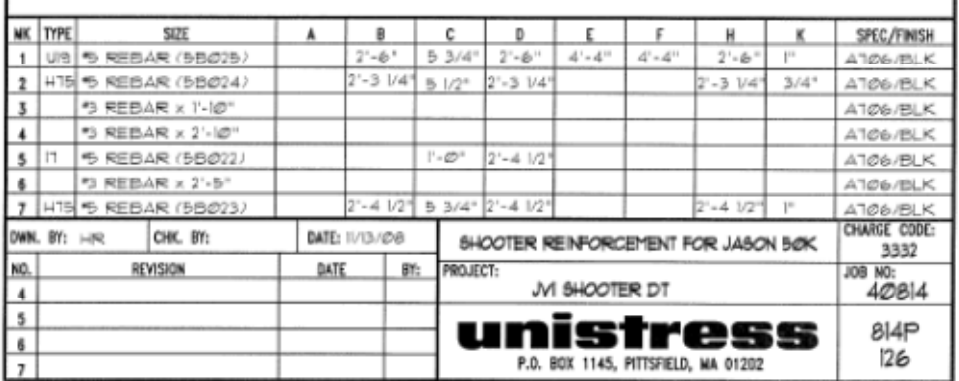 MK TYPE SIZE A B C D E F H K SPEC/FINISH
1 U19 #5 REBAR (5B025) 2'-6" 5 3/4" 2'-6" 4'-4" 4'-4" 2'-6" 1" A706/BLK
2 HT5 #5 REBAR (5B024) 2'-3 1/4" 5 1/2" 2'-3 1/4" 2'-3 1/4" 3/4" A706/BLK
3 #3 REBAR x 1'-10" A706/BLK
4 #3 REBAR x 2'-10" A706/BLK
5 17 #5 REBAR (5B022) 1'-0" 2'-4 1/2" A706/BLK
6 #3 REBAR x 2'-5" A706/BLK
7 HT5 #5 REBAR (5B023) 2'-4 1/2" 5 3/4" 2'-4 1/2" 2'-4 1/2" 1" A706/BLK
DWN. BY: HR CHK. BY: DATE: 11/13/08
SHOOTER REINFORCEMENT FOR JASON 50K
CHARGE CODE:
3332
NO. REVISION DATE BY:
4
5
6
7
PROJECT:
JVI SHOOTER DT
JOB NO:
40814
unistress
P.O. BOX 1145, PITTSFIELD, MA 01202
814P
126